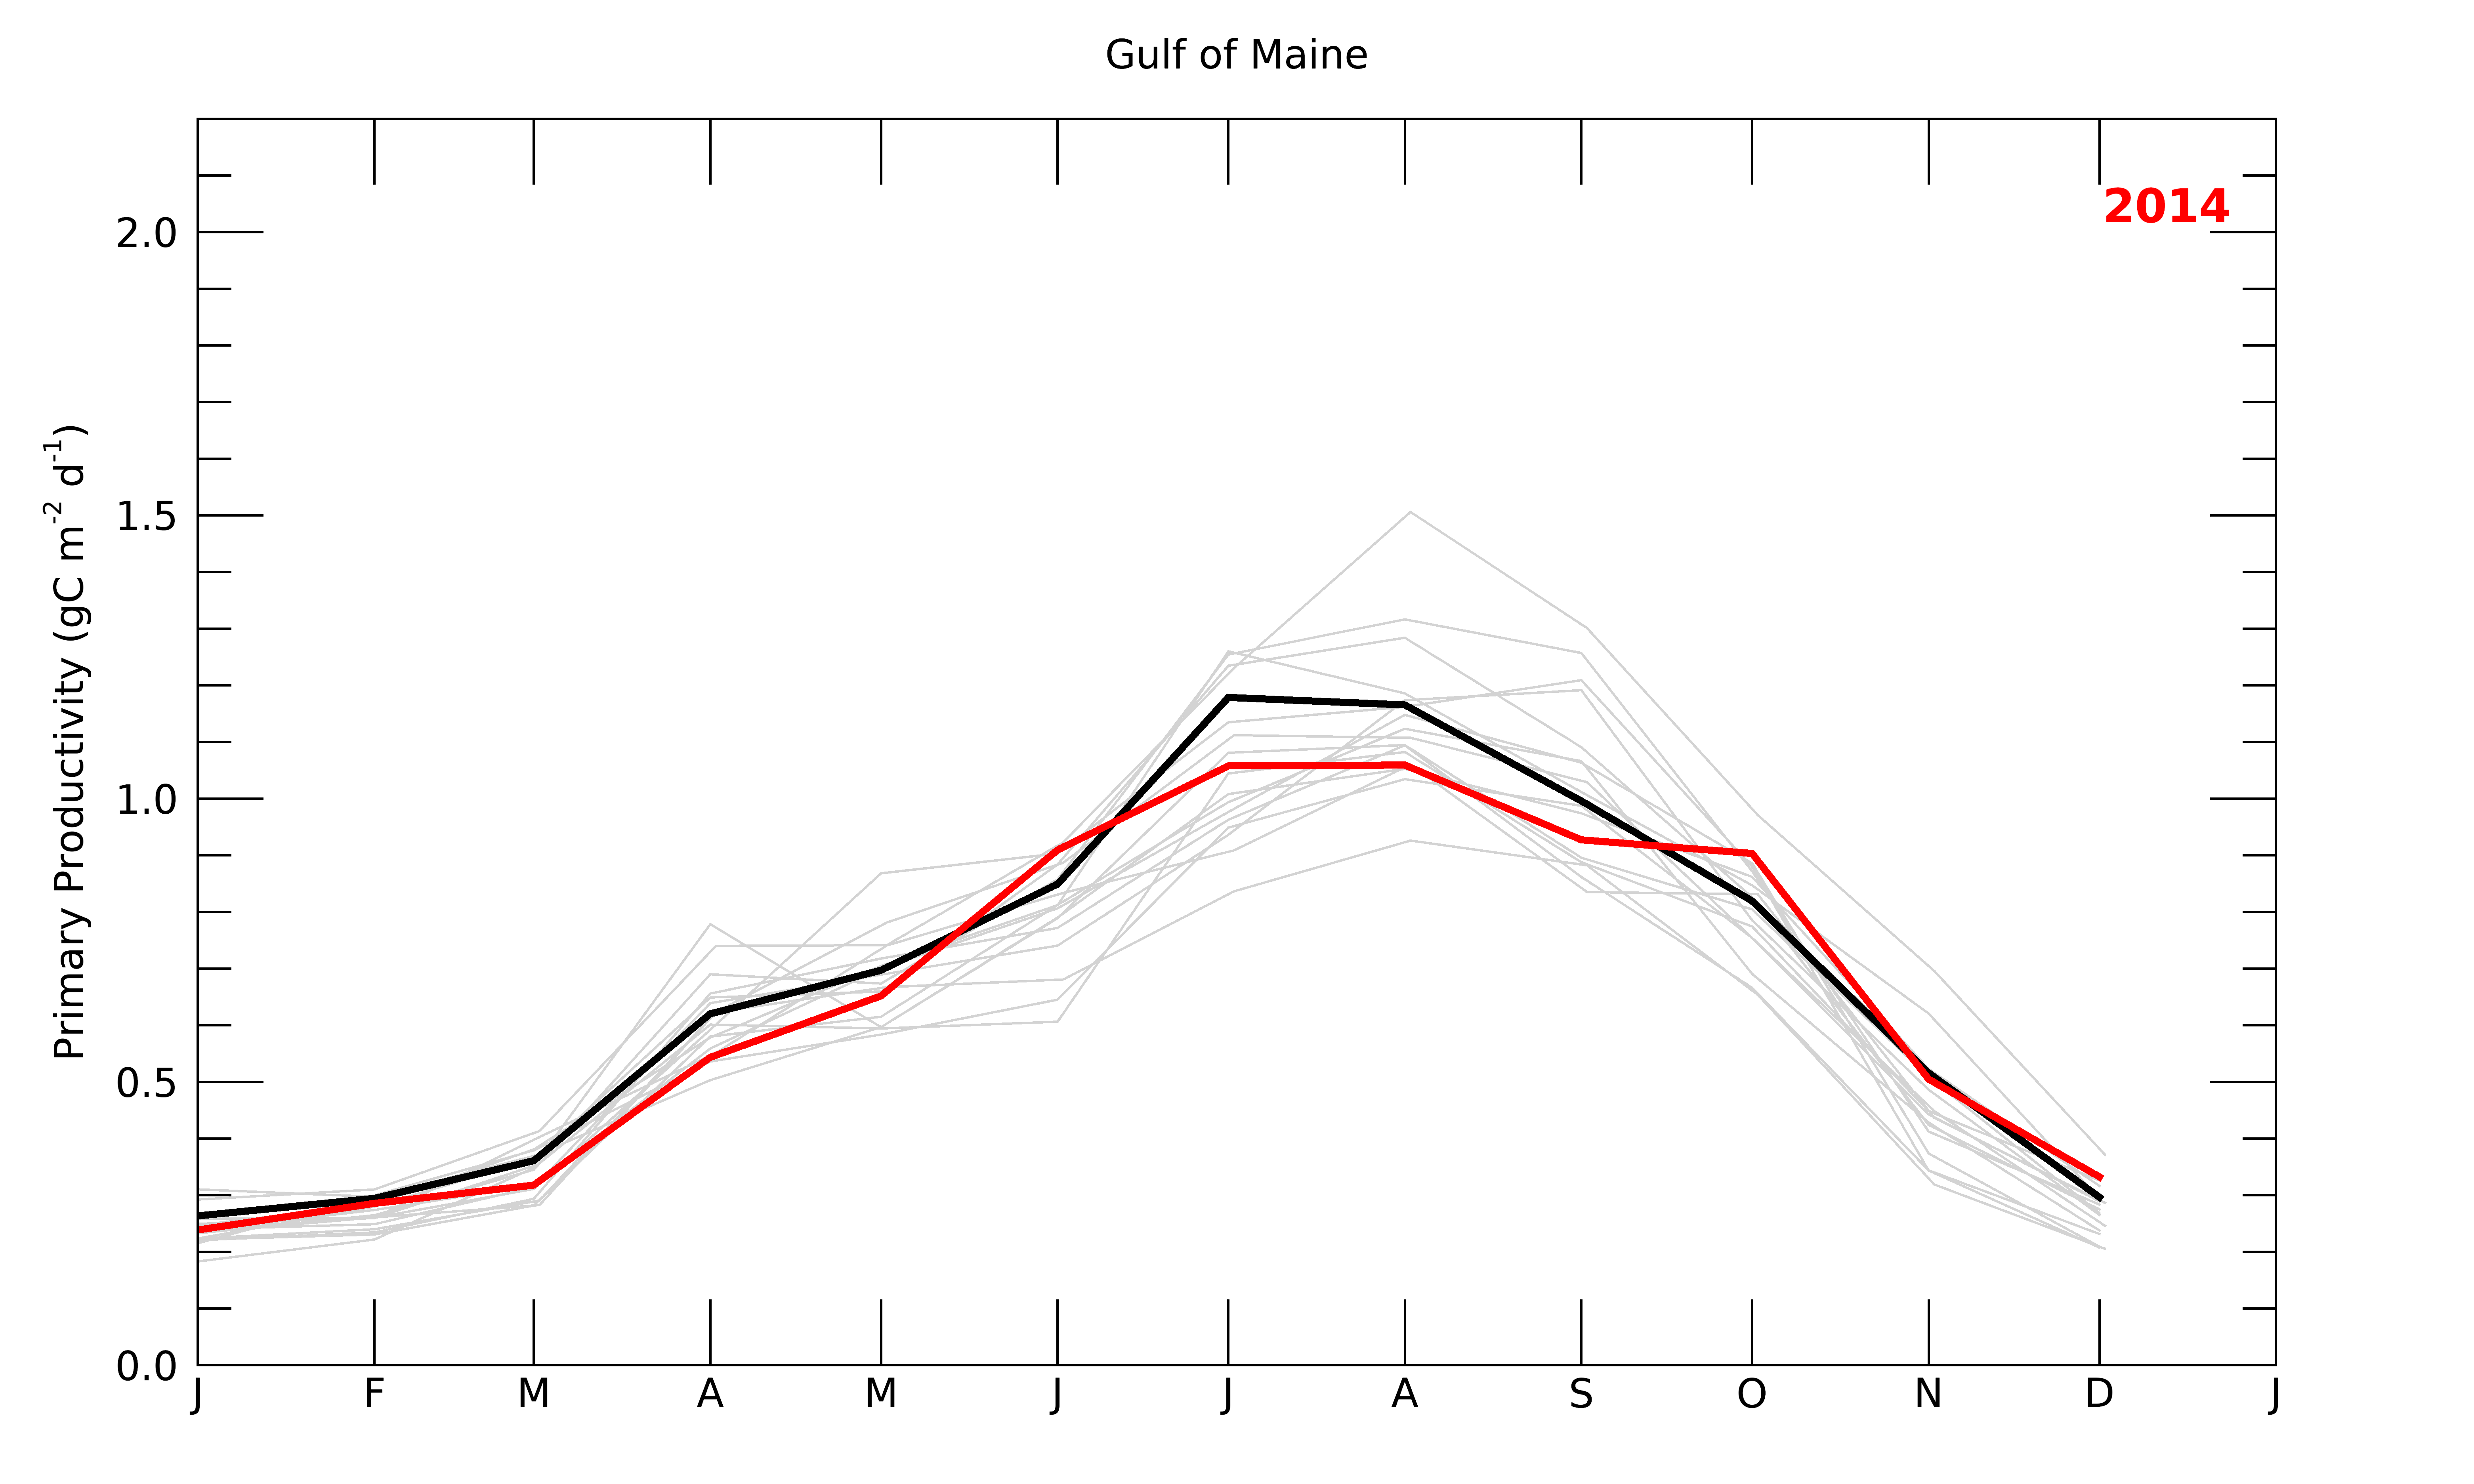 Gulf of Maine
2014
Primary Productivity (gC m⁻² d⁻¹)
2.0
1.5
1.0
0.5
0.0
J F M A M J J A S O N D J